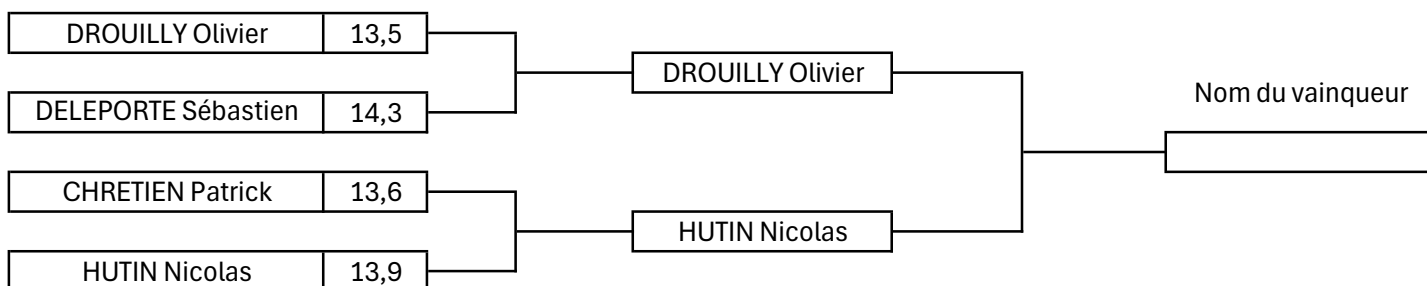 DROUILLY Olivier 13,5
DELEPORTE Sébastien 14,3
CHRETIEN Patrick 13,6
HUTIN Nicolas 13,9
DROUILLY Olivier
HUTIN Nicolas
Nom du vainqueur